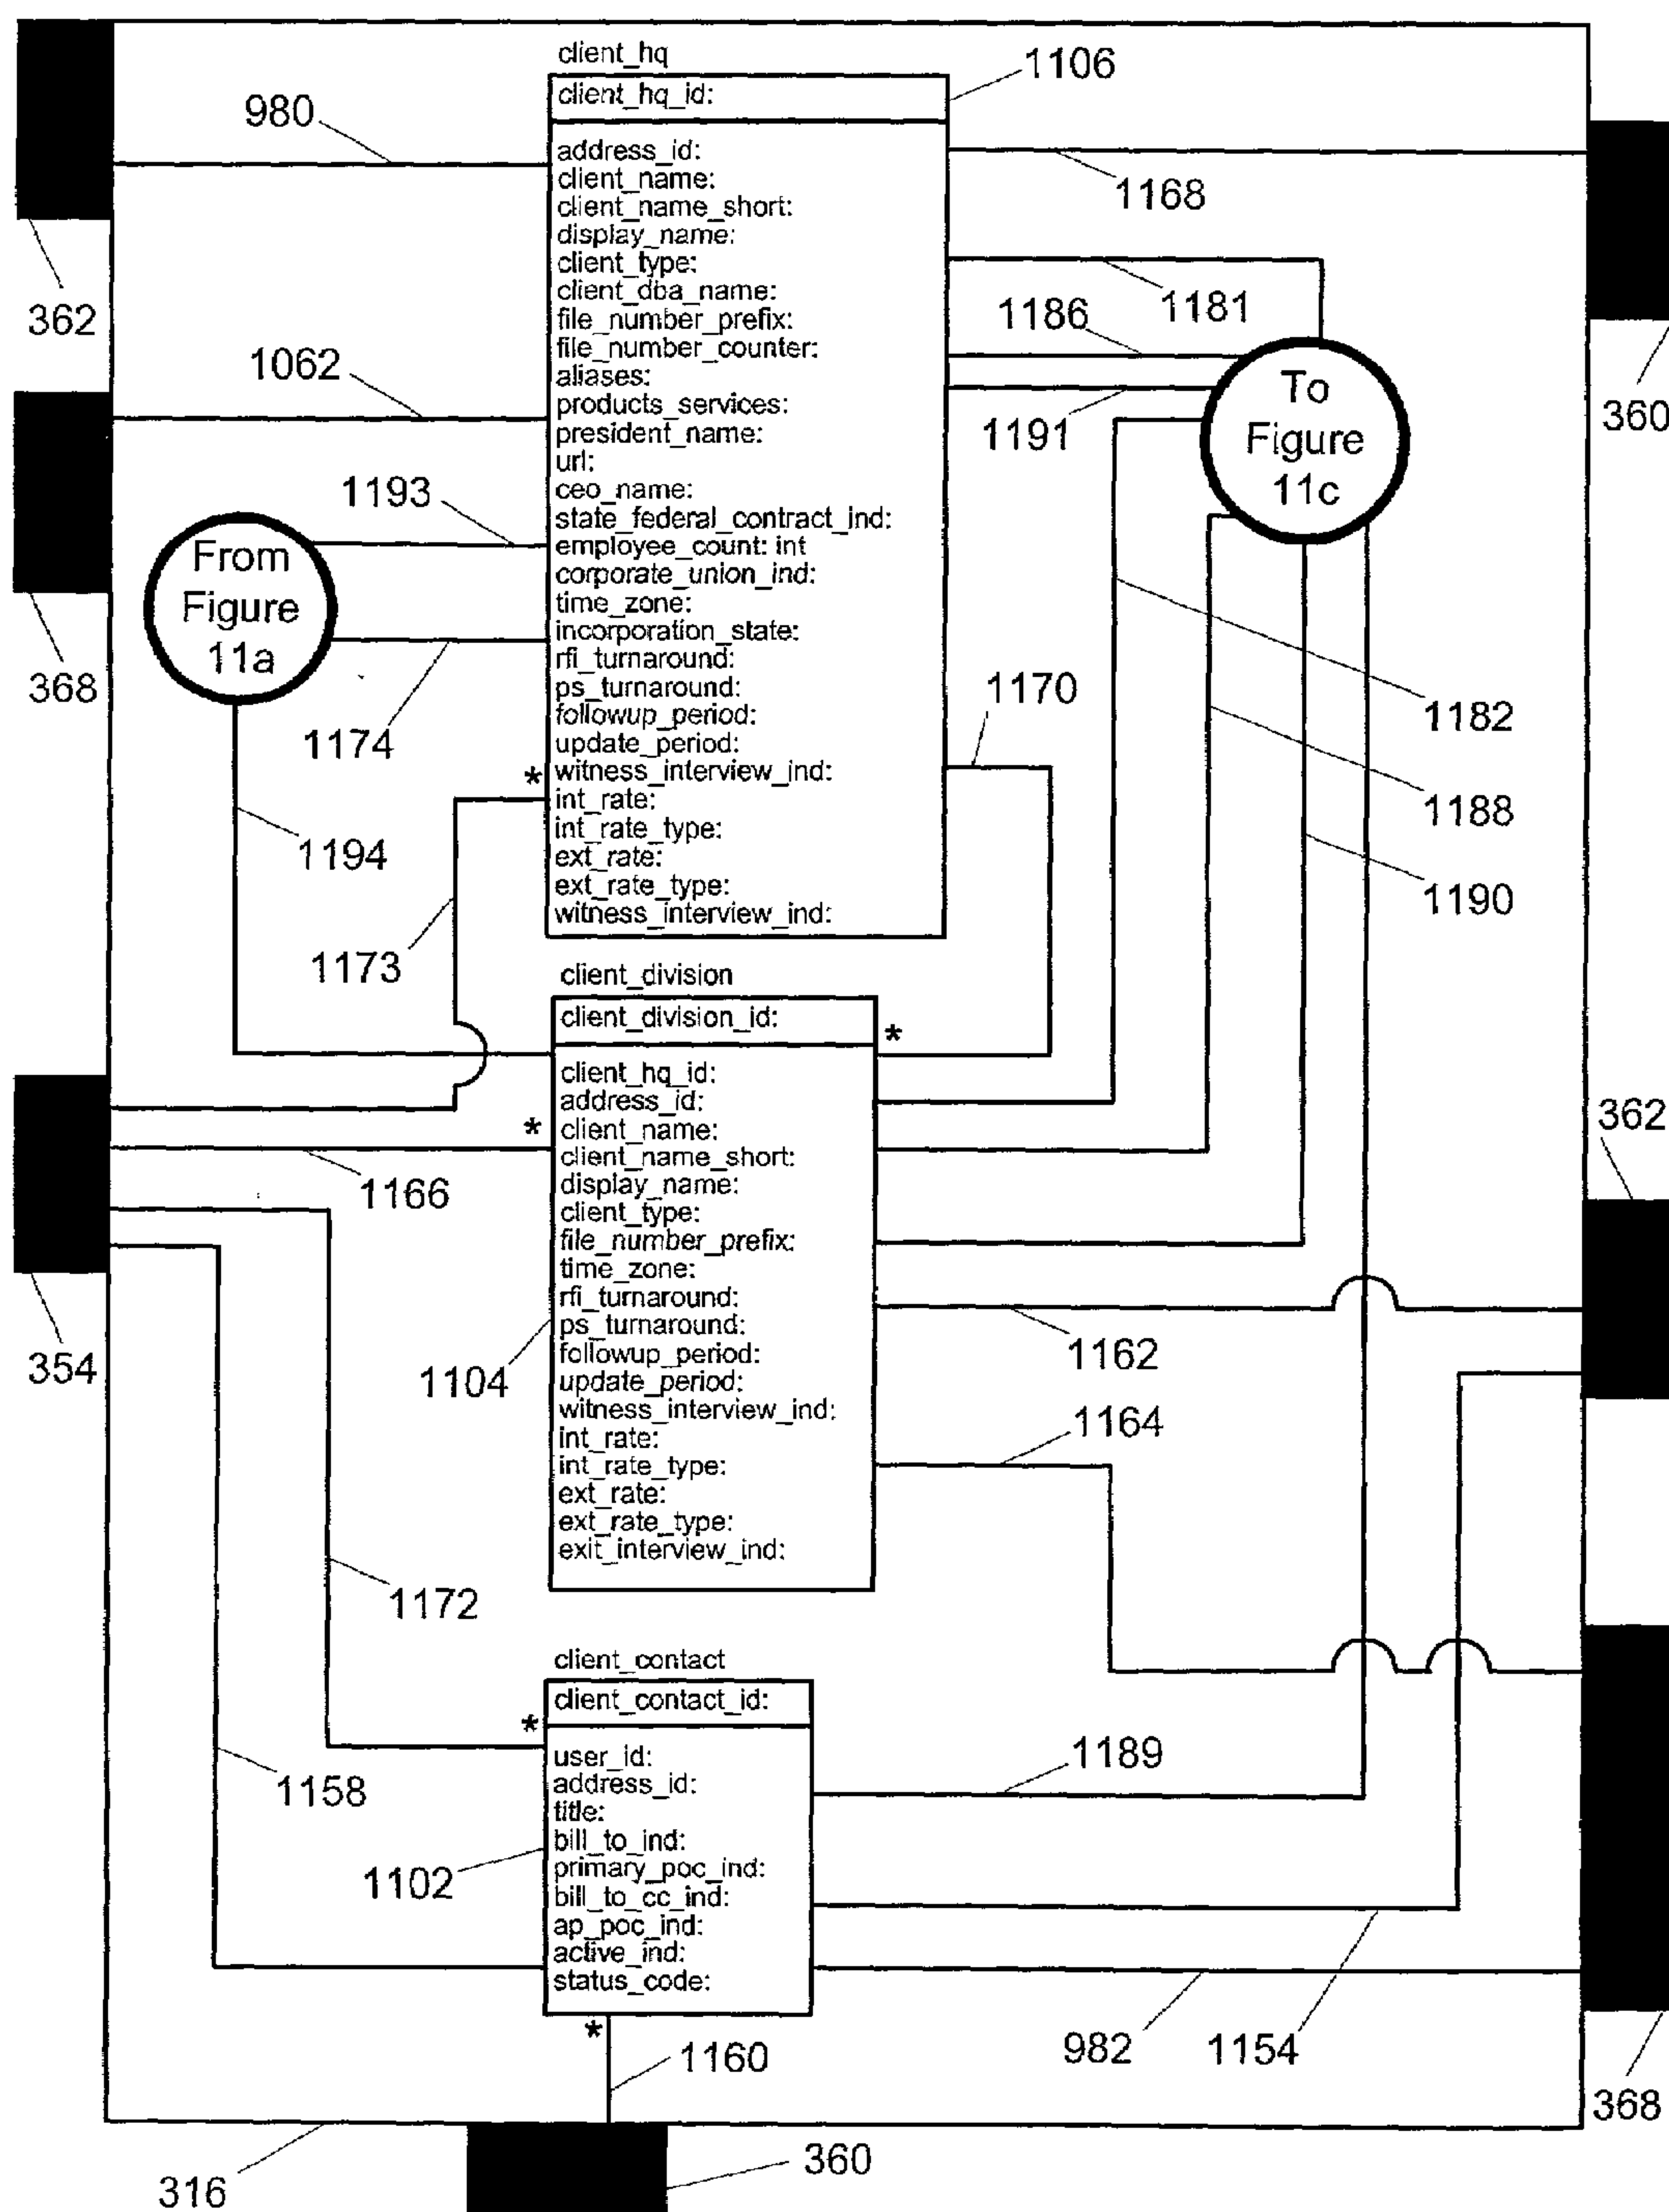 client_hq
1106
client_hq_id:
980
address_id:
client_name:
1168
client_name_short:
display_name:
client_type:
client_dba_name:
1181
362
file_number_prefix:
1186
file_number_counter:
1062
aliases:
To
Figure
11c
products_services:
360
president_name:
1191
url:
1193
ceo_name:
state_federal_contract_ind:
employee_count: int
From
Figure
11a
corporate_union_ind:
time_zone:
incorporation_state:
rfi_turnaround:
368
ps_turnaround:
1170
followup_period:
1182
1174
update_period:
*
witness_interview_ind:
int_rate:
1188
int_rate_type:
1194
ext_rate:
ext_rate_type:
1190
witness_interview_ind:
1173
client_division
client_division_id:
*
client_hq_id:
address_id:
362
*
client_name:
client_name_short:
1166
display_name:
client_type:
file_number_prefix:
time_zone:
rfi_turnaround:
ps_turnaround:
1162
followup_period:
354
1104
update_period:
witness_interview_ind:
1164
int_rate:
int_rate_type:
ext_rate:
ext_rate_type:
exit_interview_ind:
1172
client_contact
client_contact_id:
*
user_id:
1189
address_id:
1158
title:
bill_to_ind:
primary_poc_ind:
1102
bill_to_cc_ind:
ap_poc_ind:
active_ind:
status_code:
*
1160
982
1154
368
360
316